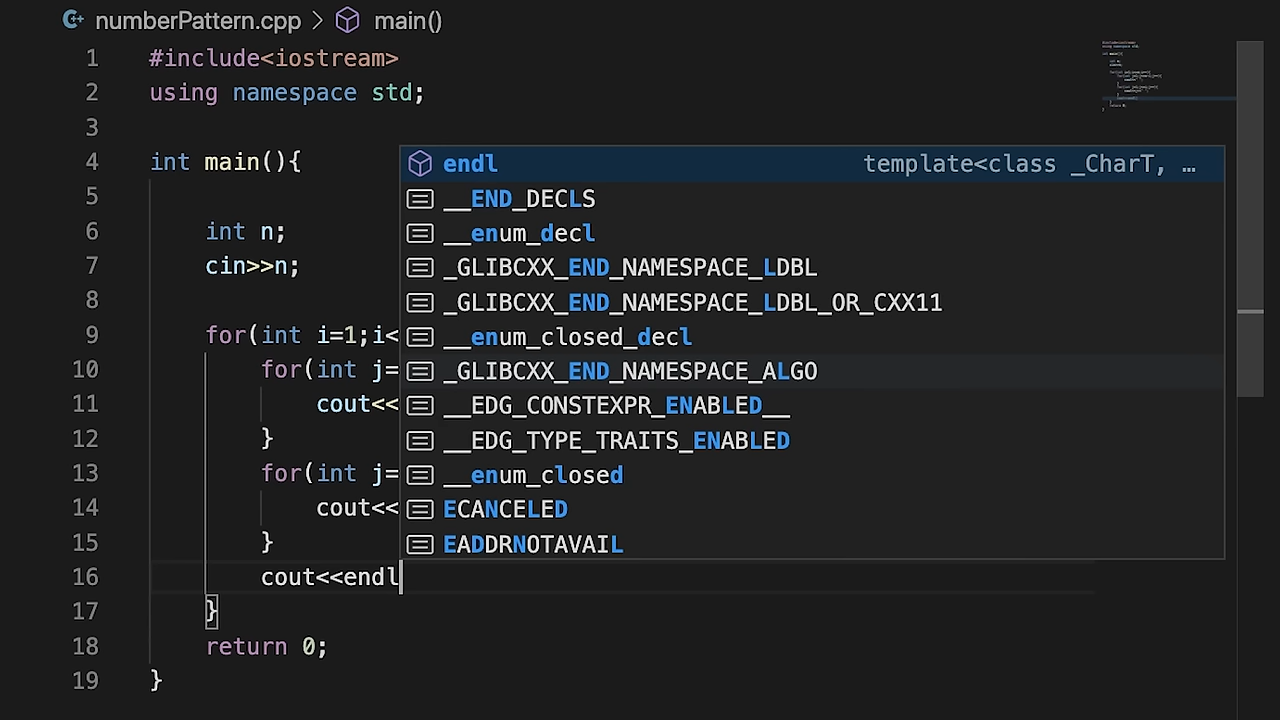 numberPattern.cpp > main()
1 #include<iostream>
2 using namespace std;
3
4 int main(){
5
6 int n;
7 cin>>n;
8
9 for(int i=1;i<
10 for(int j=
11 cout<<
12 }
13 for(int j=
14 cout<<
15 }
16 cout<<endl
17 }
18 return 0;
19 }
endl template<class _CharT, …
__END_DECLS
__enum_decl
_GLIBCXX_END_NAMESPACE_LDBL
_GLIBCXX_END_NAMESPACE_LDBL_OR_CXX11
__enum_closed_decl
_GLIBCXX_END_NAMESPACE_ALGO
__EDG_CONSTEXPR_ENABLED__
__EDG_TYPE_TRAITS_ENABLED
__enum_closed
ECANCELED
EADDRNOTAVAIL